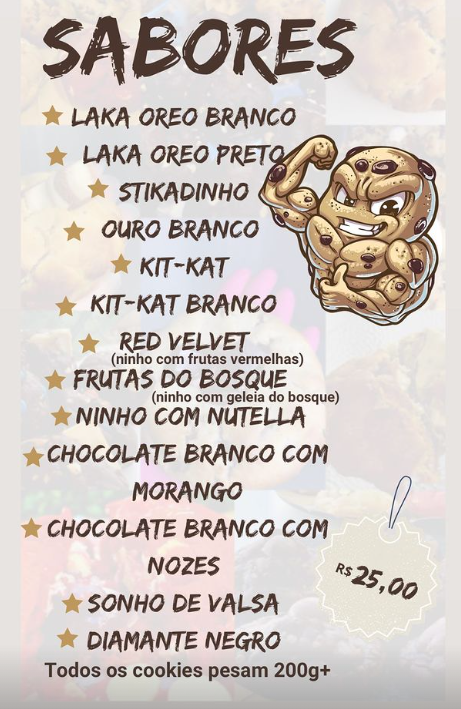 SABORES
LAKA OREO BRANCO
LAKA OREO PRETO
STIKADINHO
OURO BRANCO
KIT-KAT
KIT-KAT BRANCO
RED VELVET
(ninho com frutas vermelhas)
FRUTAS DO BOSQUE
(ninho com geleia do bosque)
NINHO COM NUTELLA
CHOCOLATE BRANCO COM
MORANGO
CHOCOLATE BRANCO COM
NOZES
R$ 25,00
SONHO DE VALSA
DIAMANTE NEGRO
Todos os cookies pesam 200g+